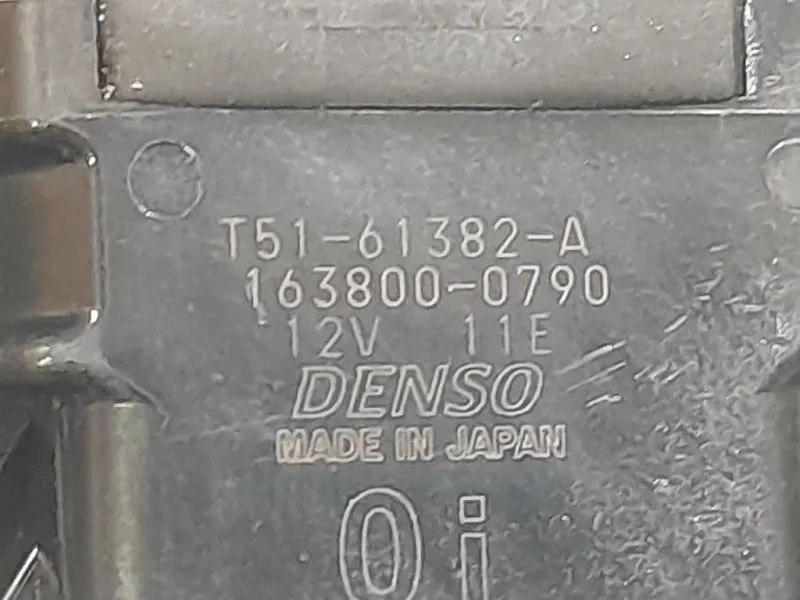 T51-61382-A
163800-0790
12V 11E
DENSO
MADE IN JAPAN
0i